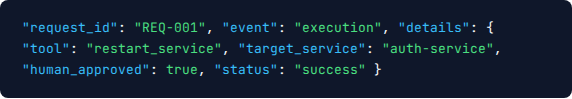 "request_id": "REQ-001", "event": "execution", "details": {
"tool": "restart_service", "target_service": "auth-service",
"human_approved": true, "status": "success" }